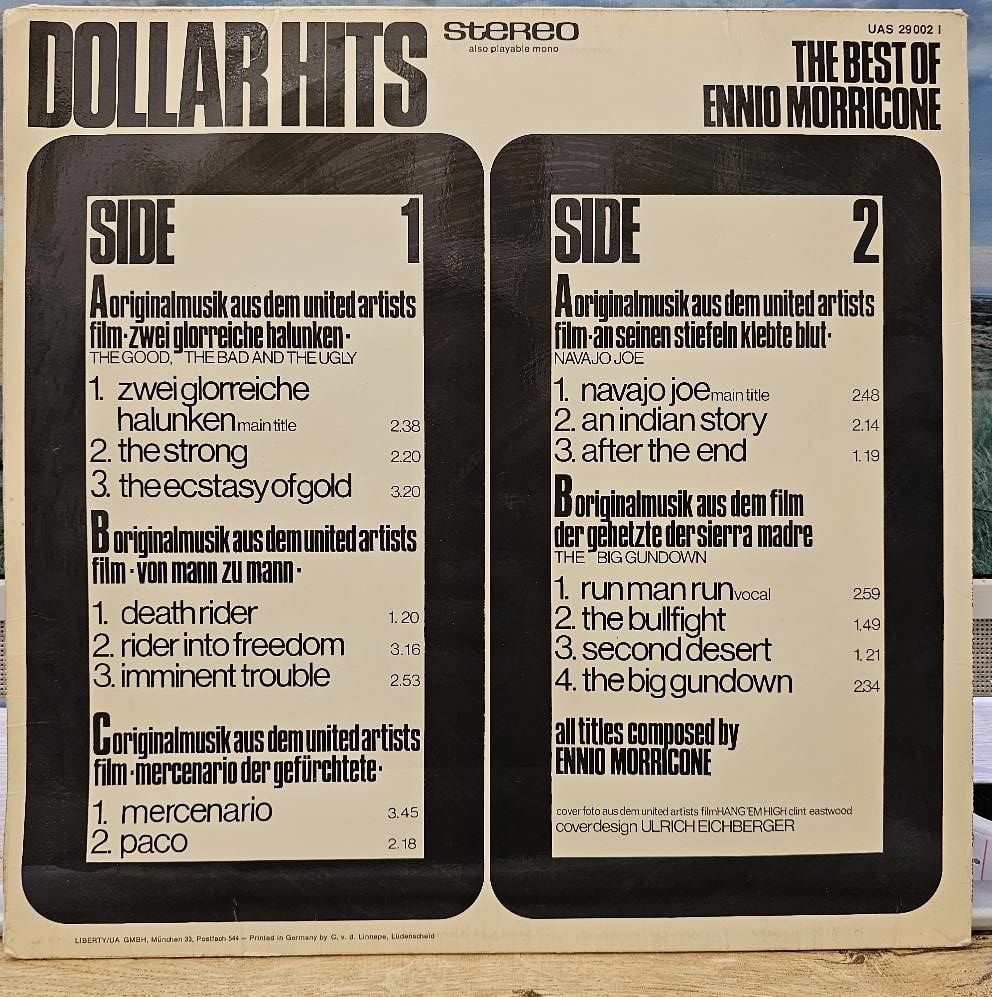 DOLLAR HITS
stereo
also playable mono
UAS 29002 I
THE BEST OF
ENNIO MORRICONE
SIDE 1
A originalmusik aus dem united artists
film · zwei glorreiche halunken ·
THE GOOD, THE BAD AND THE UGLY
1. zwei glorreiche
halunken main title 2.38
2. the strong 2.20
3. the ecstasy of gold 3.20
B originalmusik aus dem united artists
film · von mann zu mann ·
1. death rider 1.20
2. rider into freedom 3.16
3. imminent trouble 2.53
C originalmusik aus dem united artists
film · mercenario der gefürchtete ·
1. mercenario 3.45
2. paco 2.18
SIDE 2
A originalmusik aus dem united artists
film · an seinen stiefeln klebte blut ·
NAVAJO JOE
1. navajo joe main title 2.48
2. an indian story 2.14
3. after the end 1.19
B originalmusik aus dem film
der gehetzte der sierra madre
THE BIG GUNDOWN
1. run man run vocal 2.59
2. the bullfight 1.49
3. second desert 1.21
4. the big gundown 2.34
all titles composed by
ENNIO MORRICONE
cover foto aus dem united artists film HANG 'EM HIGH clint eastwood
coverdesign ULRICH EICHBERGER
LIBERTY/UA GMBH, München 33, Postfach 544 – Printed in Germany by C. v. d. Linnepe, Lüdenscheid